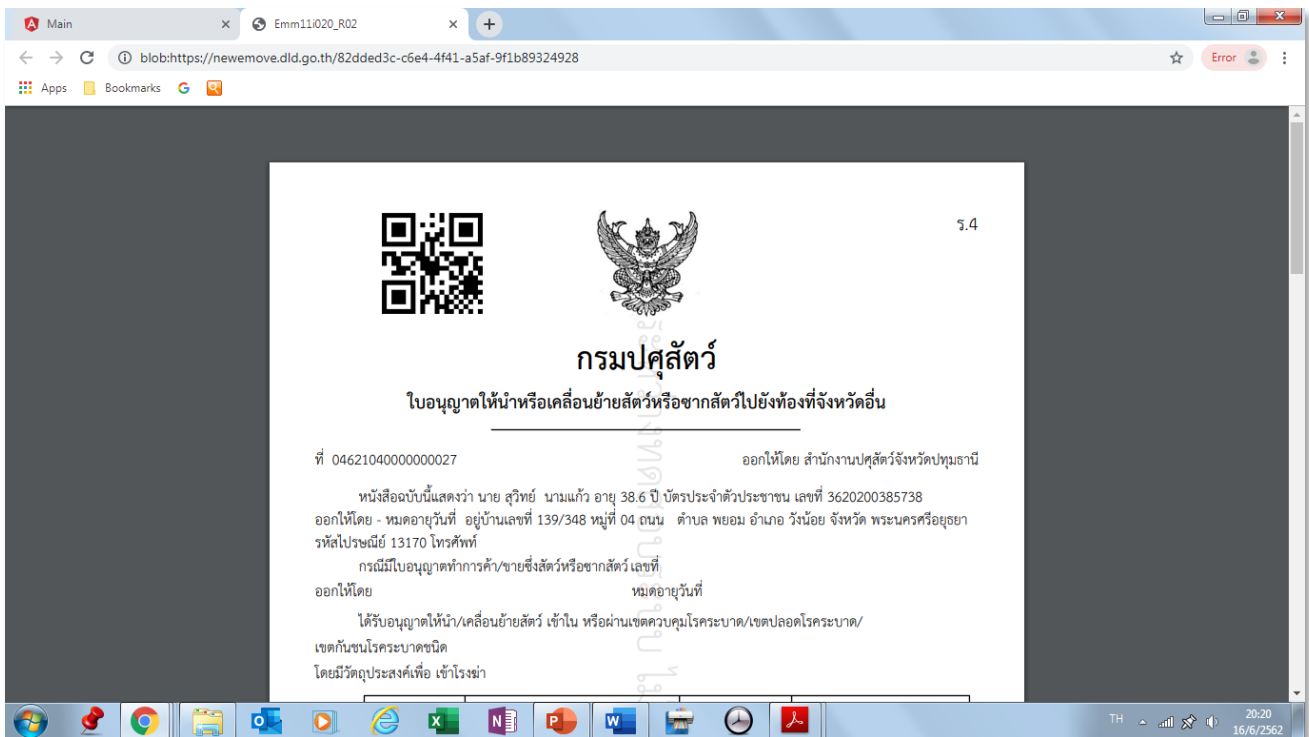 Main
Emm11i020_R02
blob:https://newemove.dld.go.th/82dded3c-c6e4-4f41-a5af-9f1b89324928
Error
Apps Bookmarks
ร.4
กรมปศุสัตว์
ใบอนุญาตให้นำหรือเคลื่อนย้ายสัตว์หรือซากสัตว์ไปยังท้องที่จังหวัดอื่น
ที่ 04621040000000027 ออกให้โดย สำนักงานปศุสัตว์จังหวัดปทุมธานี
หนังสือฉบับนี้แสดงว่า นาย สุวิทย์ นามแก้ว อายุ 38.6 ปี บัตรประจำตัวประชาชน เลขที่ 3620200385738
ออกให้โดย - หมดอายุวันที่ อยู่บ้านเลขที่ 139/348 หมู่ที่ 04 ถนน ตำบล พยอม อำเภอ วังน้อย จังหวัด พระนครศรีอยุธยา
รหัสไปรษณีย์ 13170 โทรศัพท์
กรณีมีใบอนุญาตทำการค้า/ขายซึ่งสัตว์หรือซากสัตว์ เลขที่
ออกให้โดย หมดอายุวันที่
ได้รับอนุญาตให้นำ/เคลื่อนย้ายสัตว์ เข้าใน หรือผ่านเขตควบคุมโรคระบาด/เขตปลอดโรคระบาด/
เขตกันชนโรคระบาดชนิด
โดยมีวัตถุประสงค์เพื่อ เข้าโรงฆ่า
TH
20:20
16/6/2562